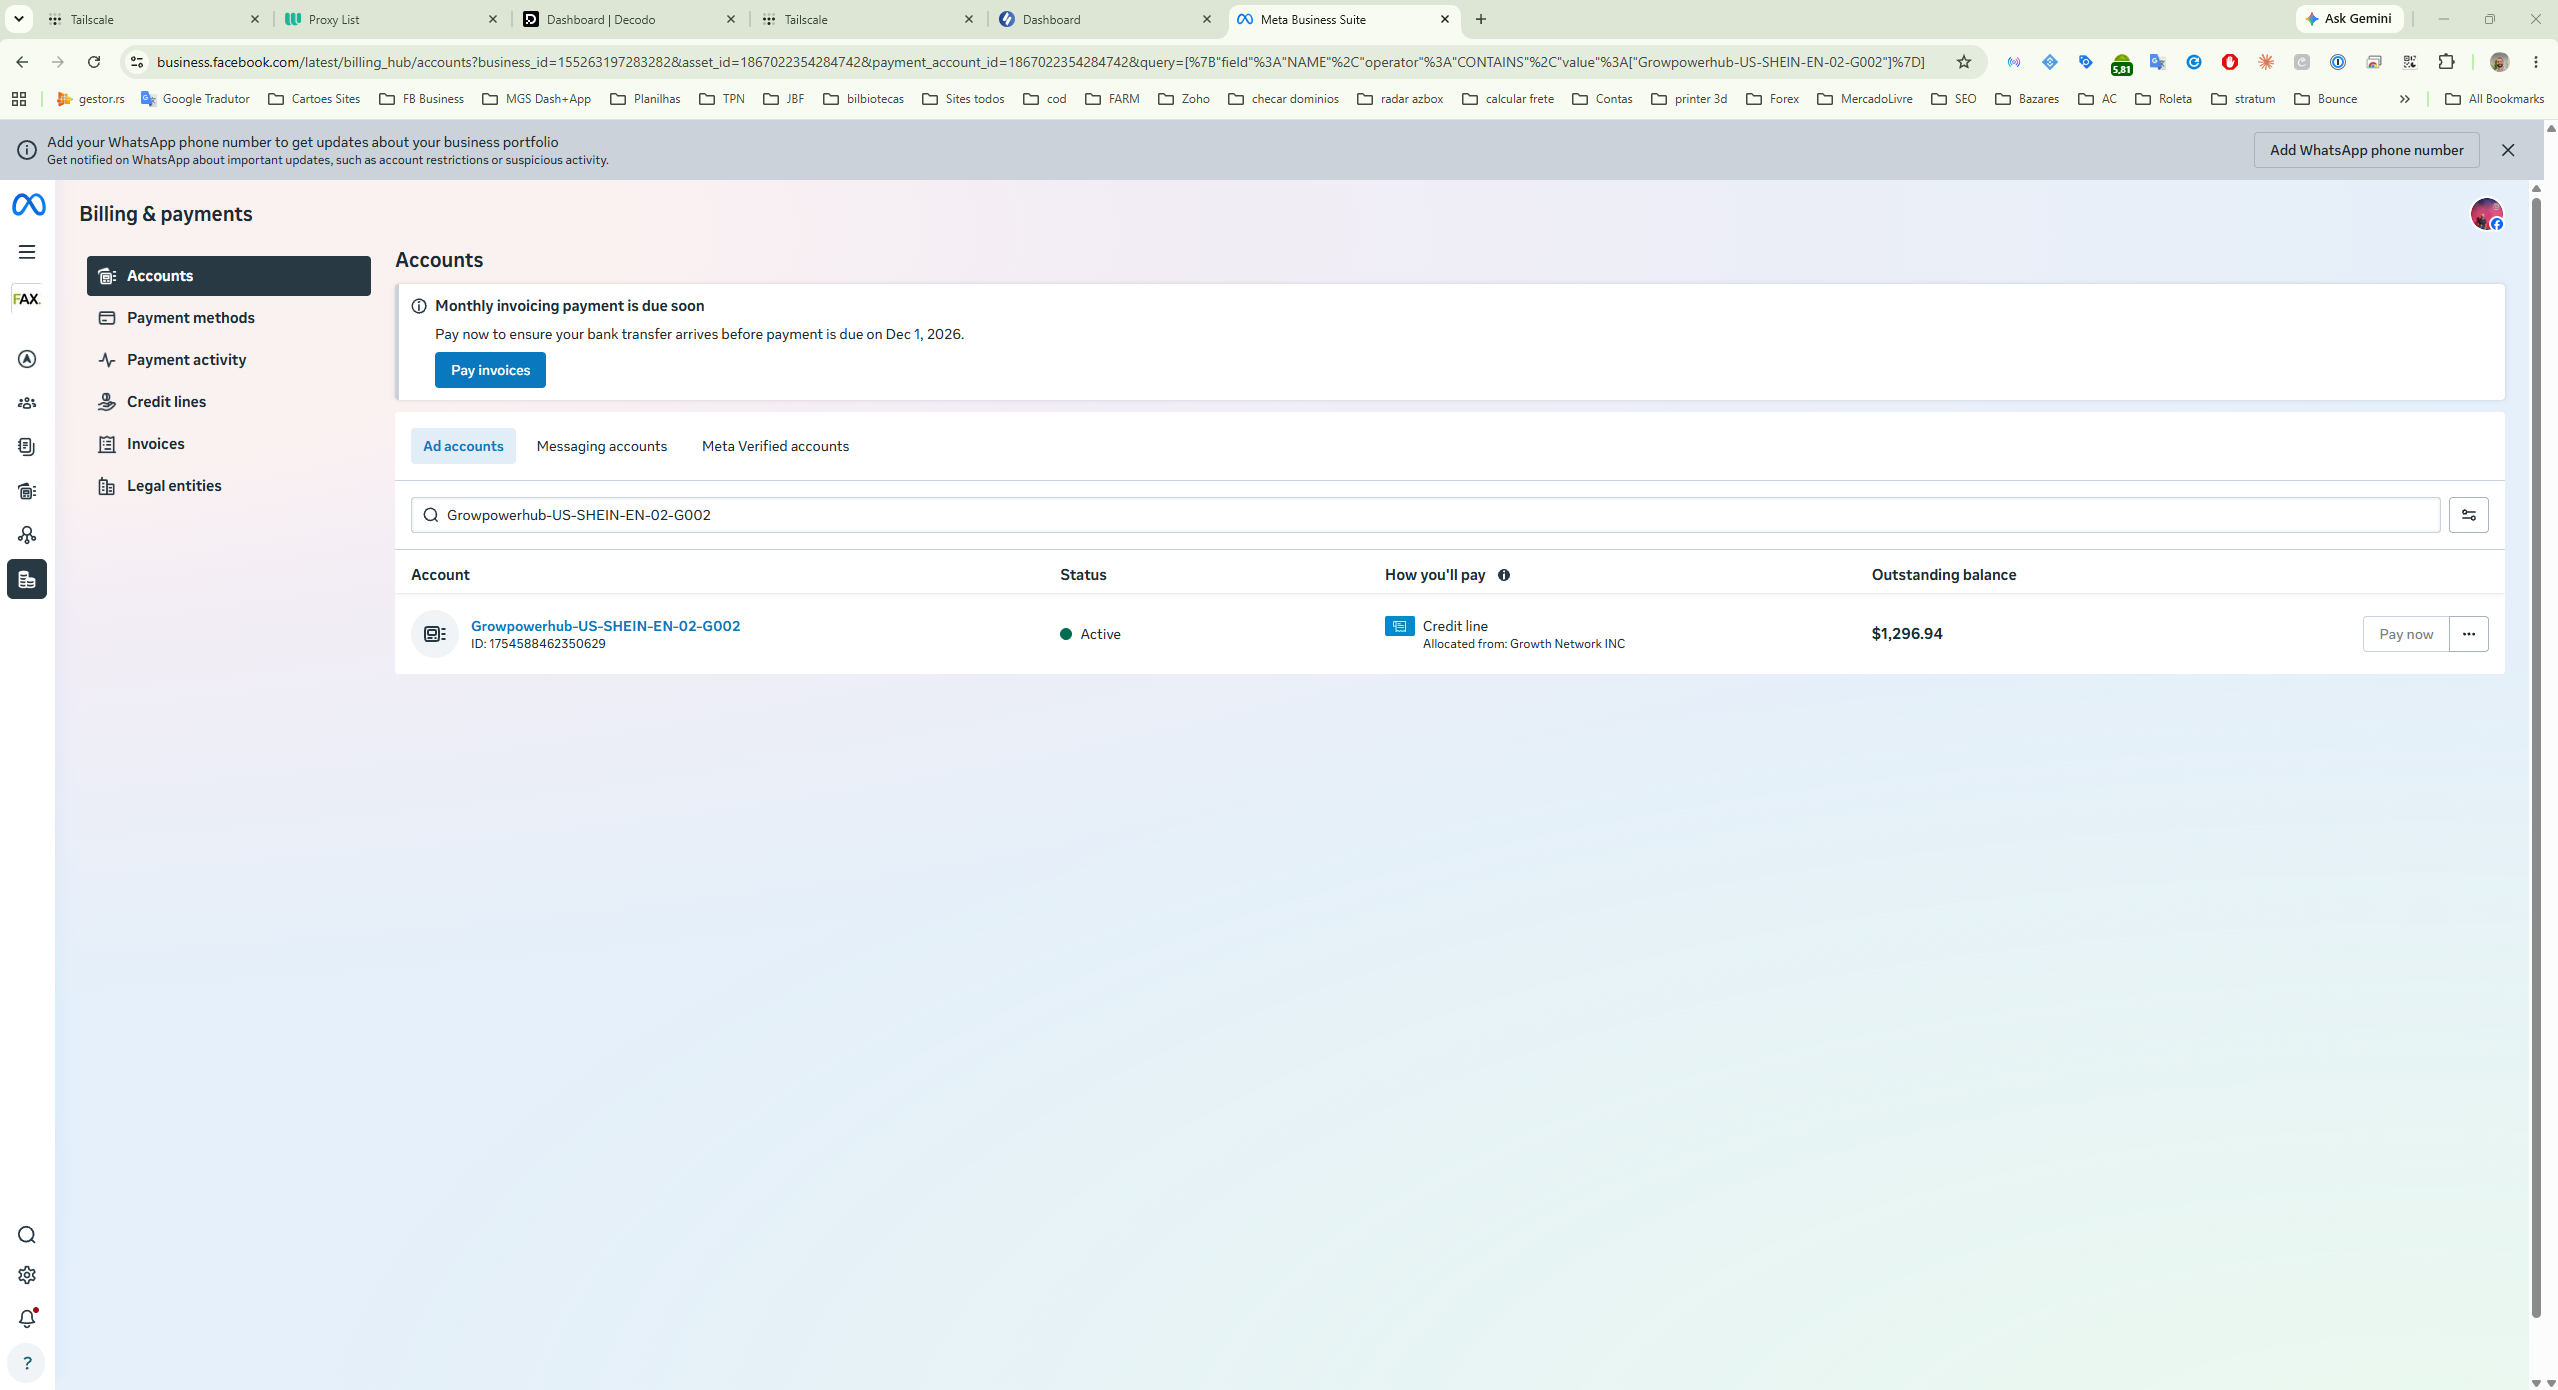 Tailscale
Proxy List
Dashboard | Decodo
Tailscale
Dashboard
Meta Business Suite
Ask Gemini
business.facebook.com/latest/billing_hub/accounts?business_id=155263197283282&asset_id=1867022354284742&payment_account_id=1867022354284742&query=[%7B"field"%3A"NAME"%2C"operator"%3A"CONTAINS"%2C"value"%3A["Growpowerhub-US-SHEIN-EN-02-G002"]%7D]
5,81
gestor.rs
Google Tradutor
Cartoes Sites
FB Business
MGS Dash+App
Planilhas
TPN
JBF
bilbiotecas
Sites todos
cod
FARM
Zoho
checar dominios
radar azbox
calcular frete
Contas
printer 3d
Forex
MercadoLivre
SEO
Bazares
AC
Roleta
stratum
Bounce
All Bookmarks
Add your WhatsApp phone number to get updates about your business portfolio
Get notified on WhatsApp about important updates, such as account restrictions or suspicious activity.
Add WhatsApp phone number
Billing & payments
FAX.
Accounts
Payment methods
Payment activity
Credit lines
Invoices
Legal entities
Accounts
Monthly invoicing payment is due soon
Pay now to ensure your bank transfer arrives before payment is due on Dec 1, 2026.
Pay invoices
Ad accounts
Messaging accounts
Meta Verified accounts
Growpowerhub-US-SHEIN-EN-02-G002
Account
Status
How you'll pay
Outstanding balance
Growpowerhub-US-SHEIN-EN-02-G002
ID: 1754588462350629
Active
Credit line
Allocated from: Growth Network INC
$1,296.94
Pay now